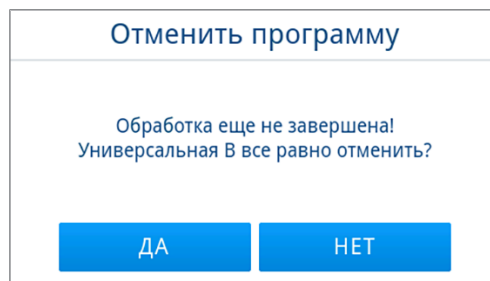 Отменить программу
Обработка еще не завершена!
Универсальная В все равно отменить?
ДА
НЕТ